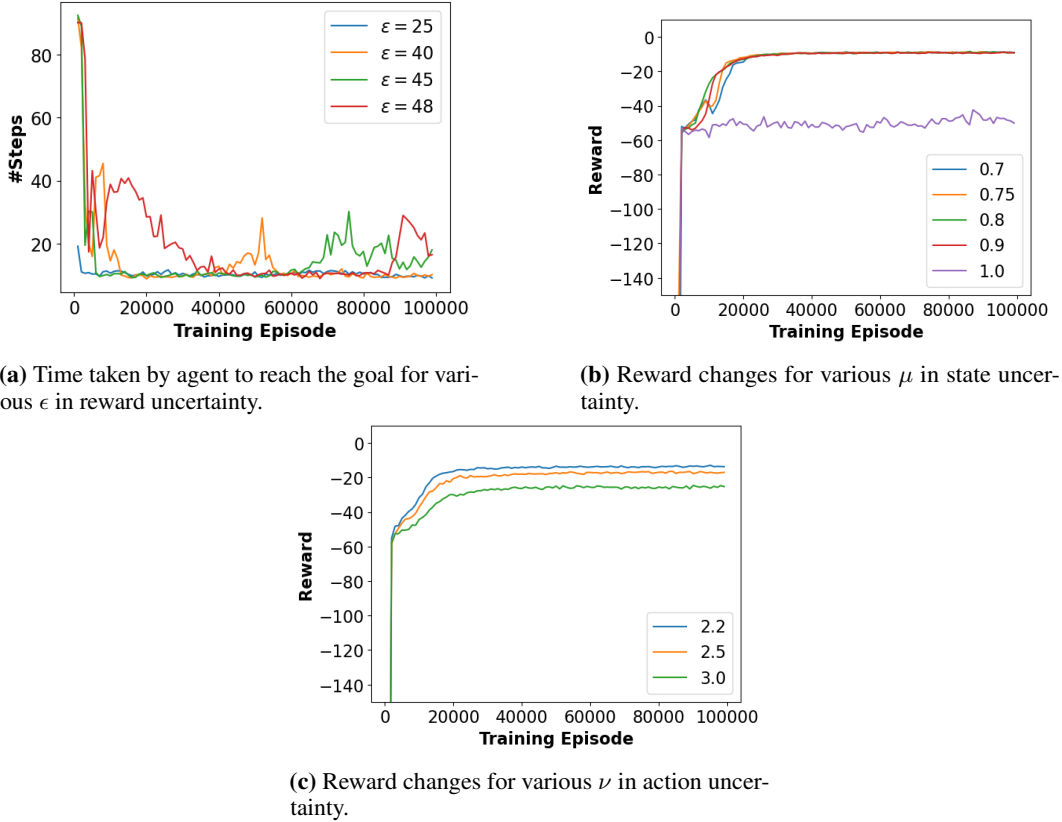 80
60
40
20
#Steps
ε = 25
ε = 40
ε = 45
ε = 48
0 20000 40000 60000 80000 100000
Training Episode
0
−20
−40
−60
−80
−100
−120
−140
Reward
0.7
0.75
0.8
0.9
1.0
0 20000 40000 60000 80000 100000
Training Episode
(a) Time taken by agent to reach the goal for vari-
ous ϵ in reward uncertainty.
(b) Reward changes for various μ in state uncer-
tainty.
0
−20
−40
−60
−80
−100
−120
−140
Reward
2.2
2.5
3.0
0 20000 40000 60000 80000 100000
Training Episode
(c) Reward changes for various ν in action uncer-
tainty.